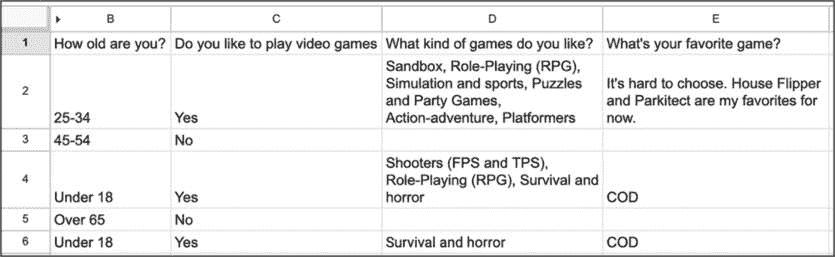 B C D E
1 How old are you? Do you like to play video games What kind of games do you like? What's your favorite game?
2 25-34 Yes Sandbox, Role-Playing (RPG),
Simulation and sports, Puzzles
and Party Games,
Action-adventure, Platformers
It's hard to choose. House Flipper
and Parkitect are my favorites for
now.
3 45-54 No
4 Under 18 Yes Shooters (FPS and TPS),
Role-Playing (RPG), Survival and
horror
COD
5 Over 65 No
6 Under 18 Yes Survival and horror COD